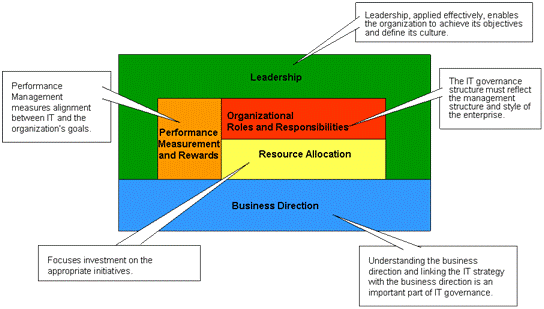 Leadership, applied effectively, enables
the organization to achieve its objectives
and define its culture.
Leadership
Performance
Management
measures alignment
between IT and the
organization's goals.
The IT governance
structure must reflect
the management
structure and style of
the enterprise.
Organizational
Roles and Responsibilities
Performance
Measurement
and Rewards
Resource Allocation
Business Direction
Focuses investment on the
appropriate initiatives.
Understanding the business
direction and linking the IT strategy
with the business direction is an
important part of IT governance.